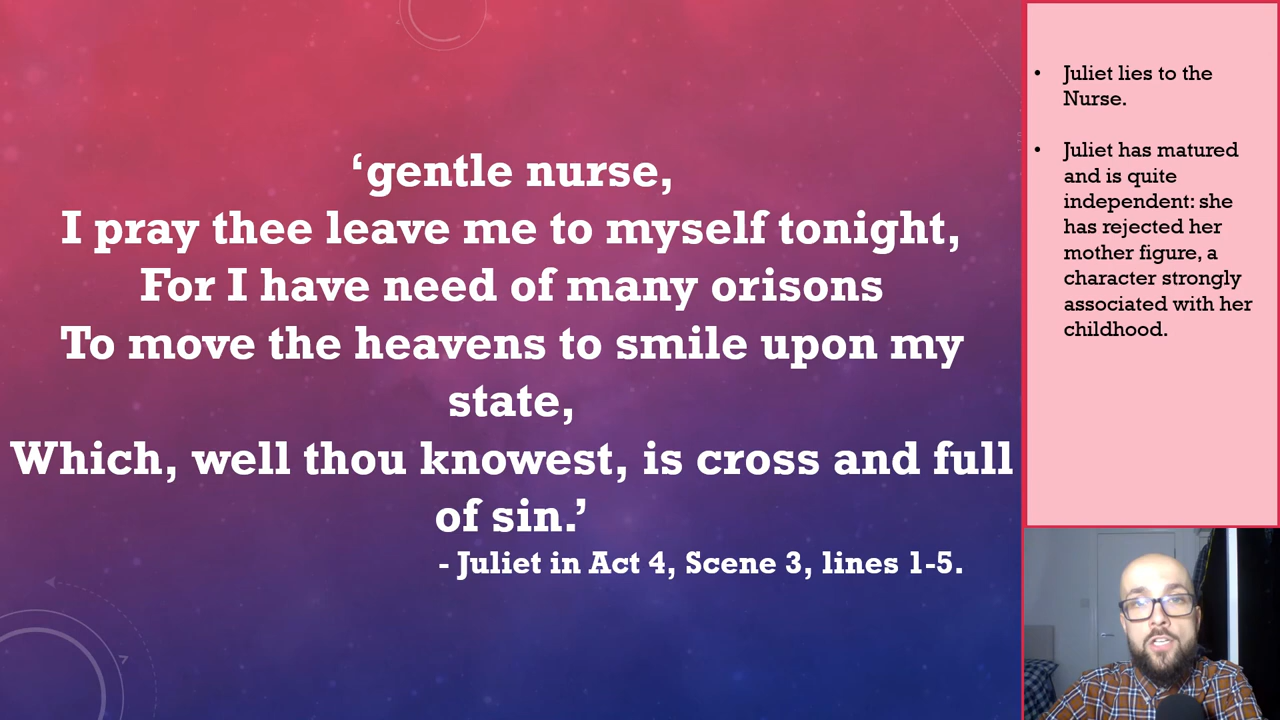 ‘gentle nurse,
I pray thee leave me to myself tonight,
For I have need of many orisons
To move the heavens to smile upon my
state,
Which, well thou knowest, is cross and full
of sin.’
- Juliet in Act 4, Scene 3, lines 1-5.
• Juliet lies to the
Nurse.
• Juliet has matured
and is quite
independent: she
has rejected her
mother figure, a
character strongly
associated with her
childhood.